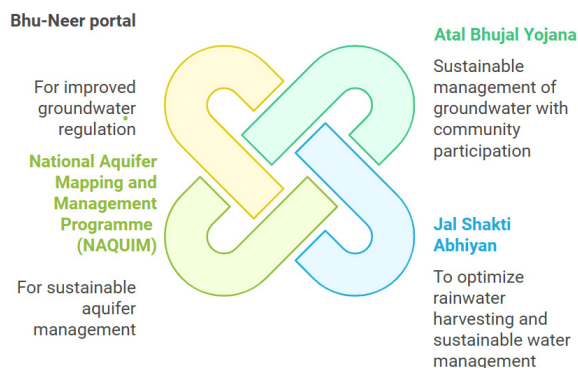 Bhu-Neer portal
For improved
groundwater
regulation
National Aquifer
Mapping and
Management
Programme
(NAQUIM)
For sustainable
aquifer
management
Atal Bhujal Yojana
Sustainable
management of
groundwater with
community
participation
Jal Shakti
Abhiyan
To optimize
rainwater
harvesting and
sustainable water
management